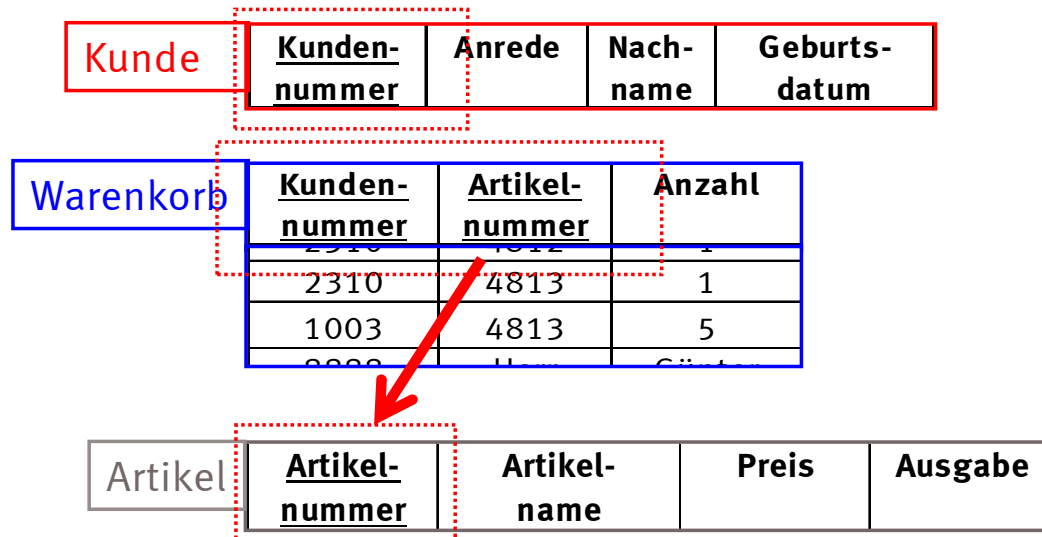 Kunde
Kunden- Anrede Nach- Geburts-
nummer name datum
Warenkorb
Kunden- Artikel- Anzahl
nummer nummer
2310 4813 1
1003 4813 5
Artikel
Artikel- Artikel- Preis Ausgabe
nummer name